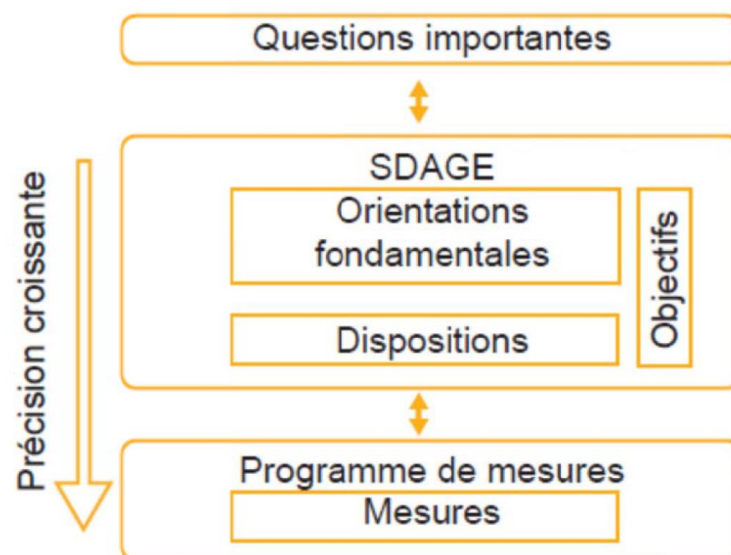 Questions importantes
SDAGE
Orientations
fondamentales
Dispositions
Objectifs
Précision croissante
Programme de mesures
Mesures